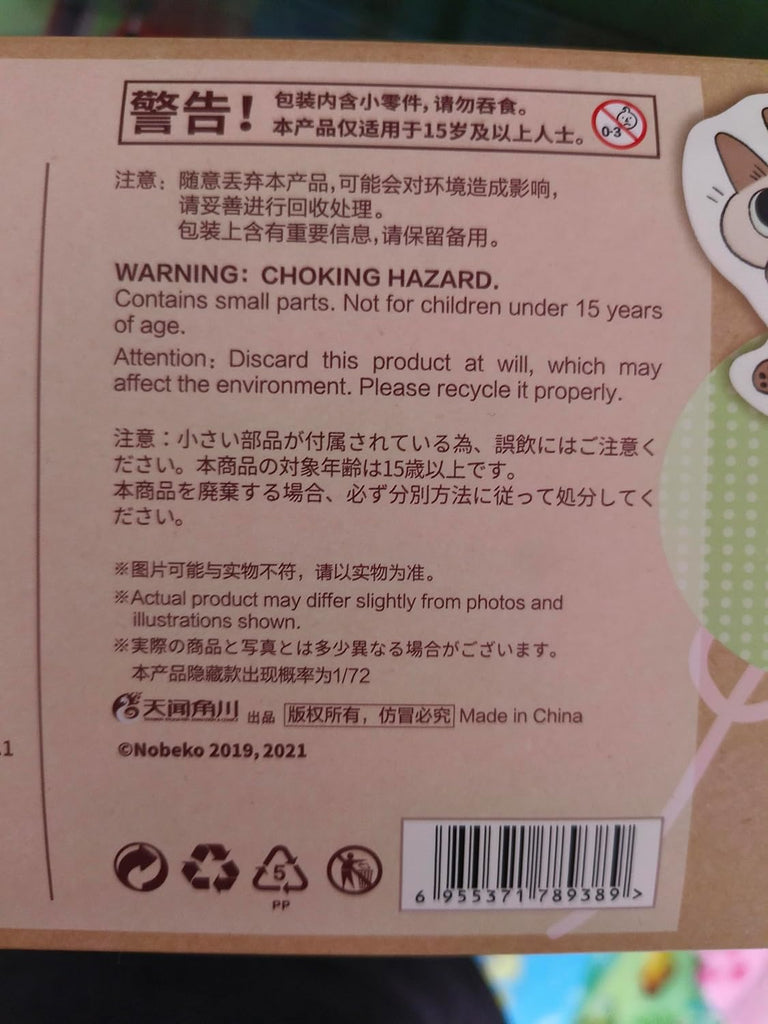 警告！
包装内含小零件，请勿吞食。
本产品仅适用于15岁及以上人士。
0-3
注意：随意丢弃本产品，可能会对环境造成影响，
请妥善进行回收处理。
包装上含有重要信息，请保留备用。
WARNING: CHOKING HAZARD.
Contains small parts. Not for children under 15 years
of age.
Attention: Discard this product at will, which may
affect the environment. Please recycle it properly.
注意：小さい部品が付属されている為、誤飲にはご注意く
ださい。本商品の対象年齢は15歳以上です。
本商品を廃棄する場合、必ず分別方法に従って処分してく
ださい。
※图片可能与实物不符，请以实物为准。
※Actual product may differ slightly from photos and
illustrations shown.
※実際の商品と写真とは多少異なる場合がございます。
本产品隐藏款出现概率为1/72
天闻角川 出品 版权所有，仿冒必究 Made in China
.1
©Nobeko 2019, 2021
5
PP
6 955371 789389 >